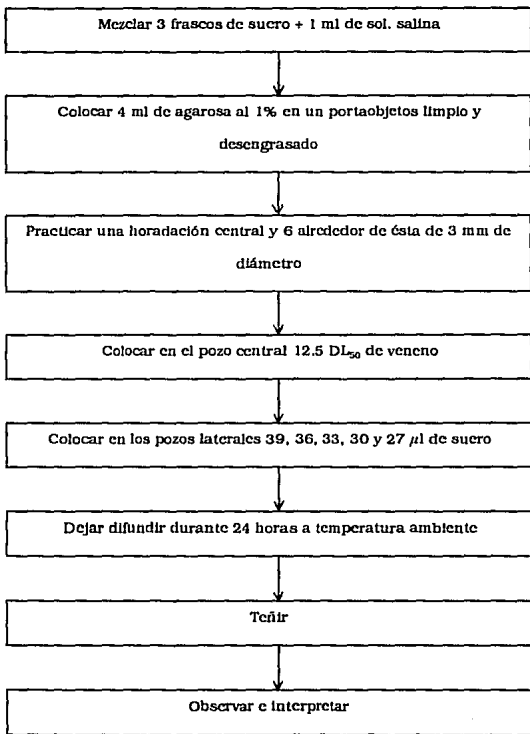 Mezclar 3 frascos de suero + 1 ml de sol. salina
Colocar 4 ml de agarosa al 1% en un portaobjetos limpio y
desengrasado
Practicar una horadación central y 6 alrededor de ésta de 3 mm de
diámetro
Colocar en el pozo central 12.5 DL₅₀ de veneno
Colocar en los pozos laterales 39, 36, 33, 30 y 27 µl de suero
Dejar difundir durante 24 horas a temperatura ambiente
Teñir
Observar e interpretar